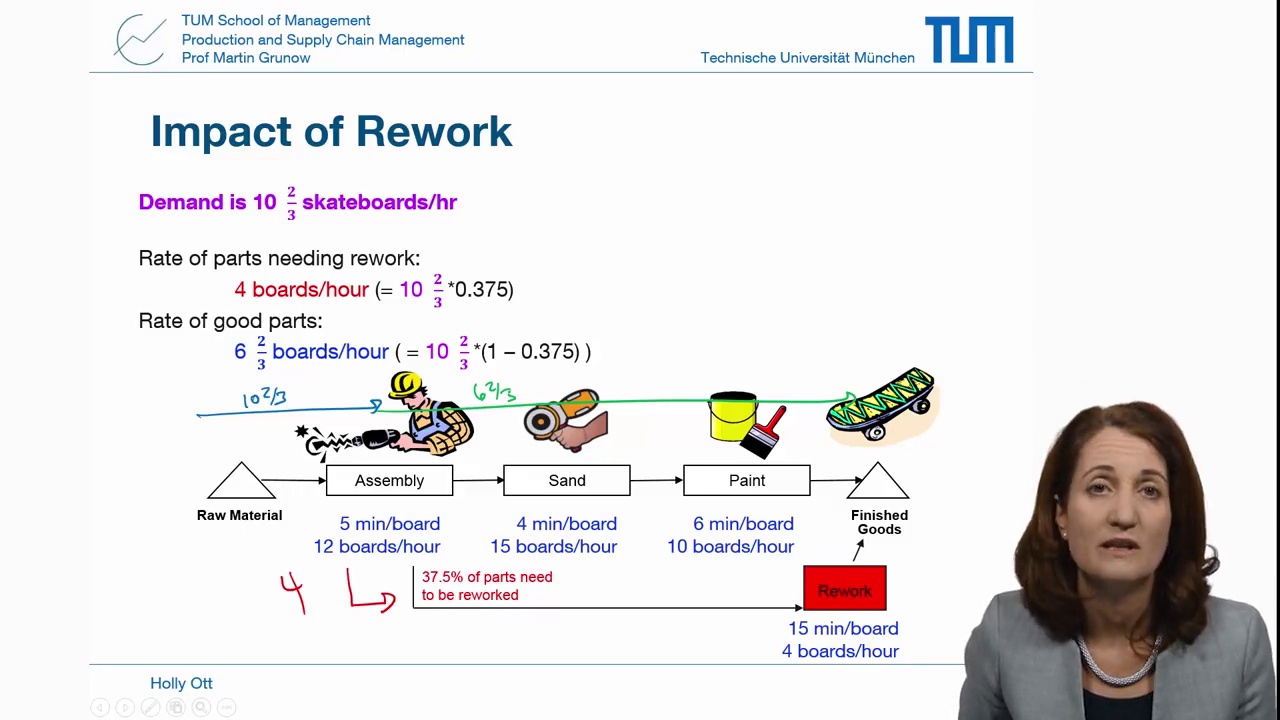 TUM School of Management
Production and Supply Chain Management
Prof Martin Grunow
Technische Universität München
TUM
Impact of Rework
Demand is 10 2/3 skateboards/hr
Rate of parts needing rework:
4 boards/hour (= 10 2/3 *0.375)
Rate of good parts:
6 2/3 boards/hour ( = 10 2/3 *(1 – 0.375) )
10 2/3
6 2/3
Assembly
Sand
Paint
Raw Material
Finished
Goods
5 min/board
12 boards/hour
4 min/board
15 boards/hour
6 min/board
10 boards/hour
4
37.5% of parts need
to be reworked
Rework
15 min/board
4 boards/hour
Holly Ott